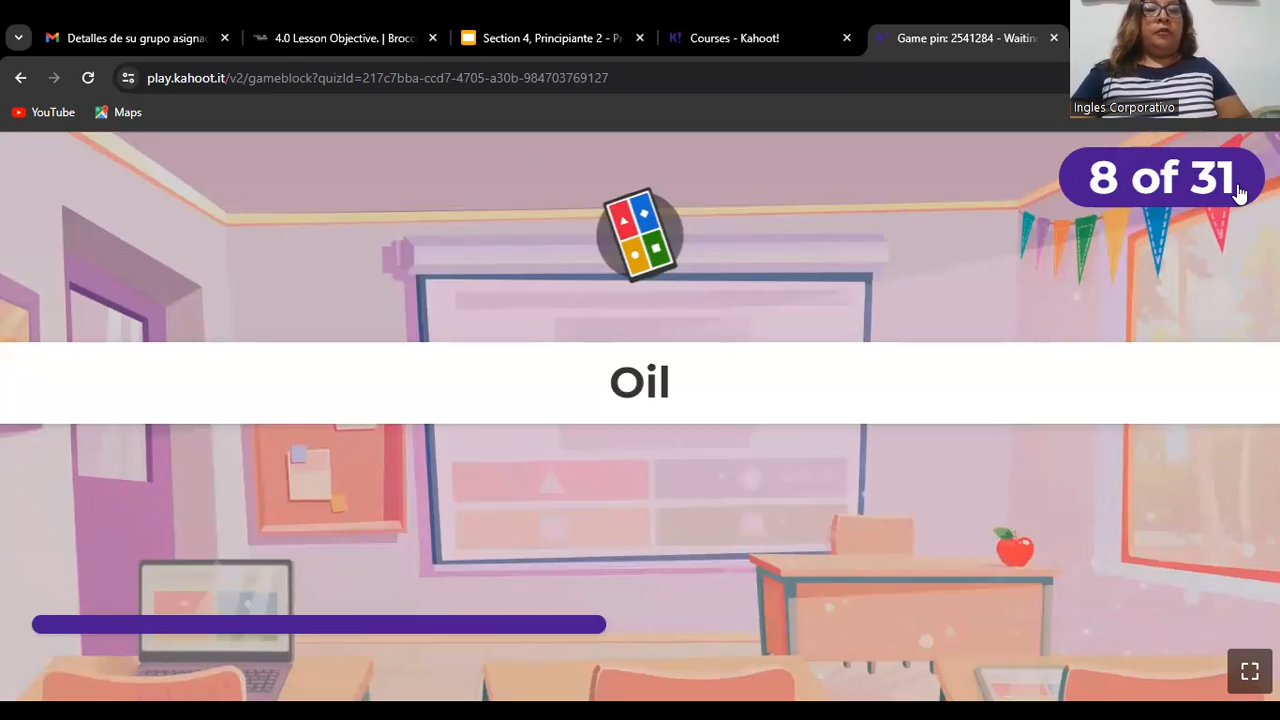 Detalles de su grupo asigna
4.0 Lesson Objective. | Brocc
Section 4, Principiante 2 - Pr
Courses - Kahoot!
Game pin: 2541284 - Waitin
play.kahoot.it/v2/gameblock?quizId=217c7bba-ccd7-4705-a30b-984703769127
YouTube
Maps
Ingles Corporativo
8 of 31
Oil